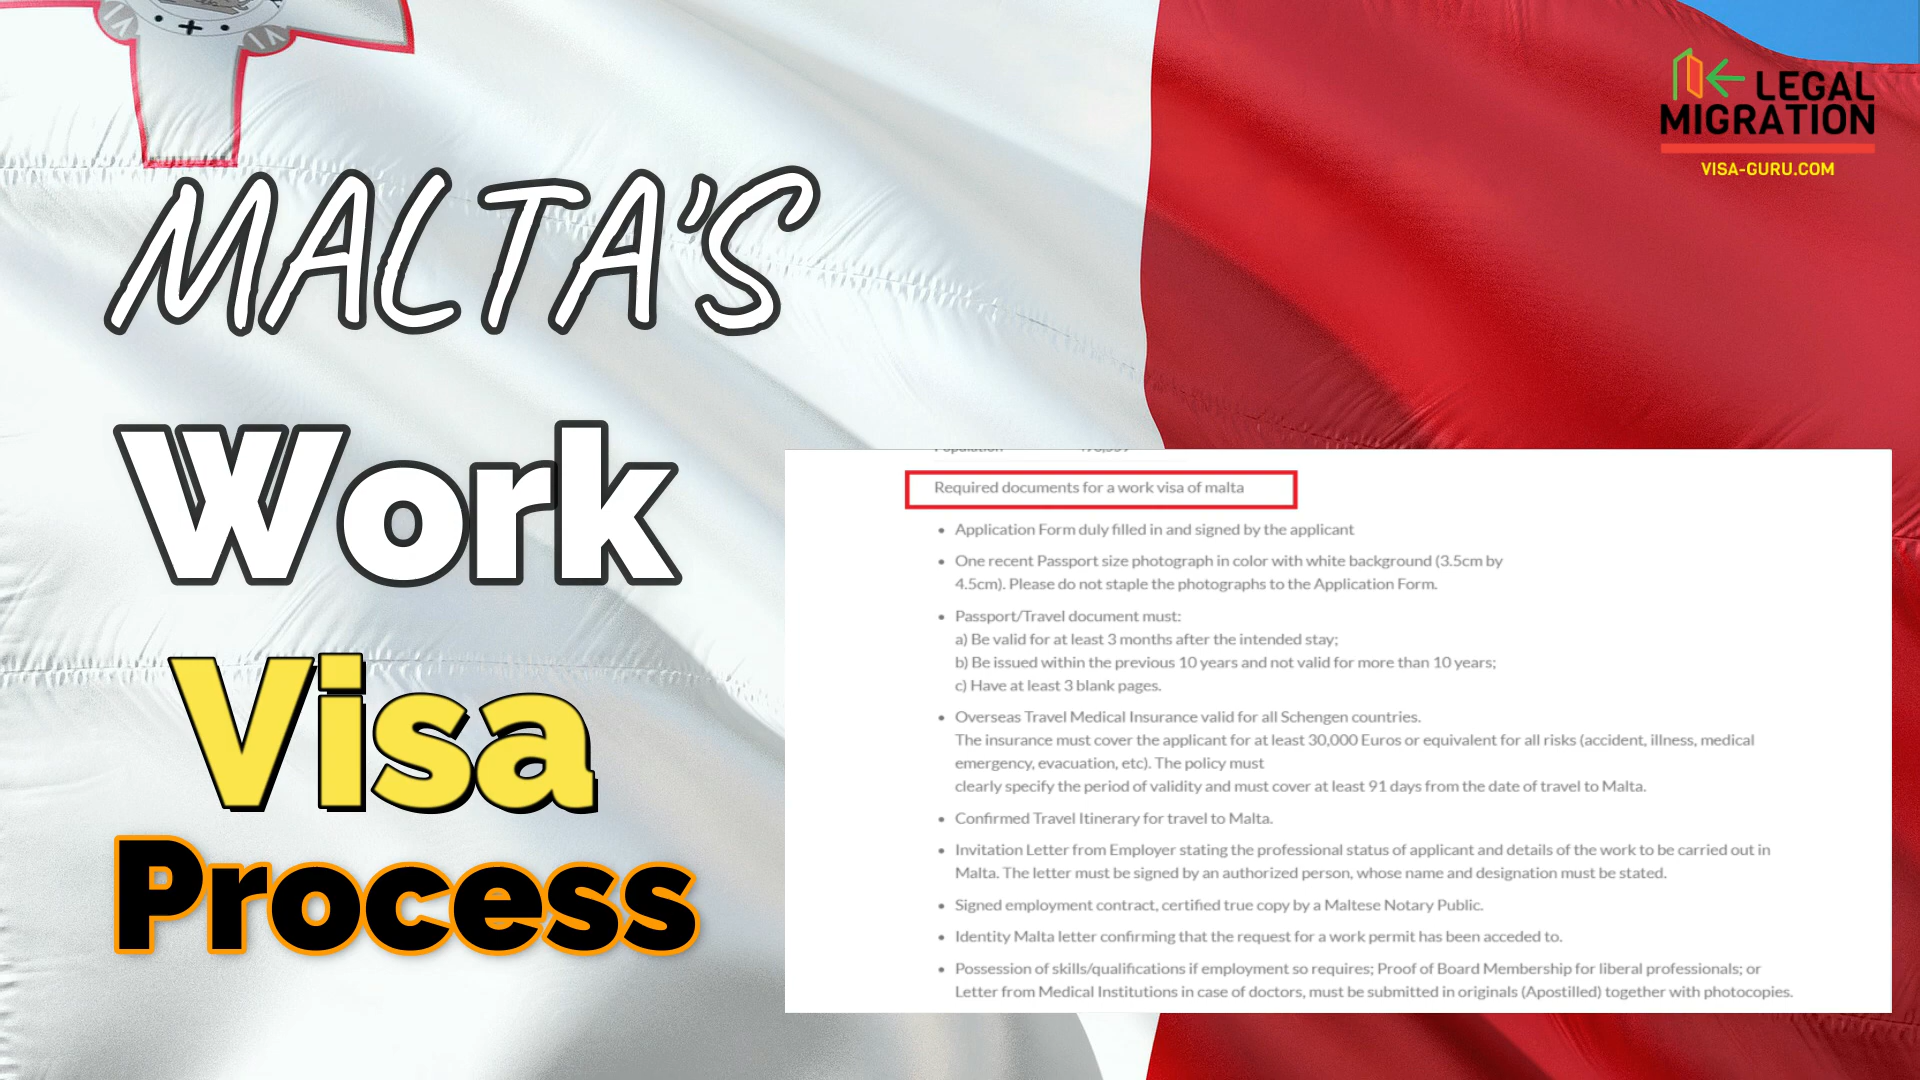 LEGAL
MIGRATION
VISA-GURU.COM
MALTA'S
Work
Visa
Process
Population
Required documents for a work visa of malta
• Application Form duly filled in and signed by the applicant
• One recent Passport size photograph in color with white background (3.5cm by
4.5cm). Please do not staple the photographs to the Application Form.
• Passport/Travel document must:
a) Be valid for at least 3 months after the intended stay;
b) Be issued within the previous 10 years and not valid for more than 10 years;
c) Have at least 3 blank pages.
• Overseas Travel Medical Insurance valid for all Schengen countries.
The insurance must cover the applicant for at least 30,000 Euros or equivalent for all risks (accident, illness, medical
emergency, evacuation, etc). The policy must
clearly specify the period of validity and must cover at least 91 days from the date of travel to Malta.
• Confirmed Travel Itinerary for travel to Malta.
• Invitation Letter from Employer stating the professional status of applicant and details of the work to be carried out in
Malta. The letter must be signed by an authorized person, whose name and designation must be stated.
• Signed employment contract, certified true copy by a Maltese Notary Public.
• Identity Malta letter confirming that the request for a work permit has been acceded to.
• Possession of skills/qualifications if employment so requires; Proof of Board Membership for liberal professionals; or
Letter from Medical Institutions in case of doctors, must be submitted in originals (Apostilled) together with photocopies.